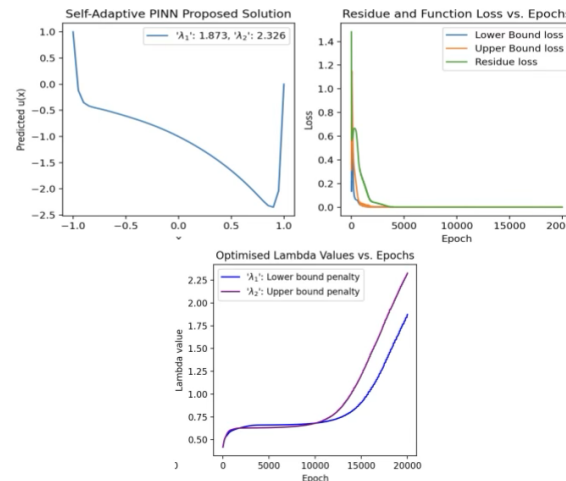 Self-Adaptive PINN Proposed Solution
'λ₁': 1.873, 'λ₂': 2.326
Predicted u(x)
1.0
0.5
0.0
−0.5
−1.0
−1.5
−2.0
−2.5
−1.0 −0.5 0.0 0.5 1.0
Residue and Function Loss vs. Epochs
Lower Bound loss
Upper Bound loss
Residue loss
Loss
1.4
1.2
1.0
0.8
0.6
0.4
0.2
0.0
0 5000 10000 15000 20
Epoch
Optimised Lambda Values vs. Epochs
'λ₁': Lower bound penalty
'λ₂': Upper bound penalty
Lambda value
2.25
2.00
1.75
1.50
1.25
1.00
0.75
0.50
0 5000 10000 15000 20000
Epoch